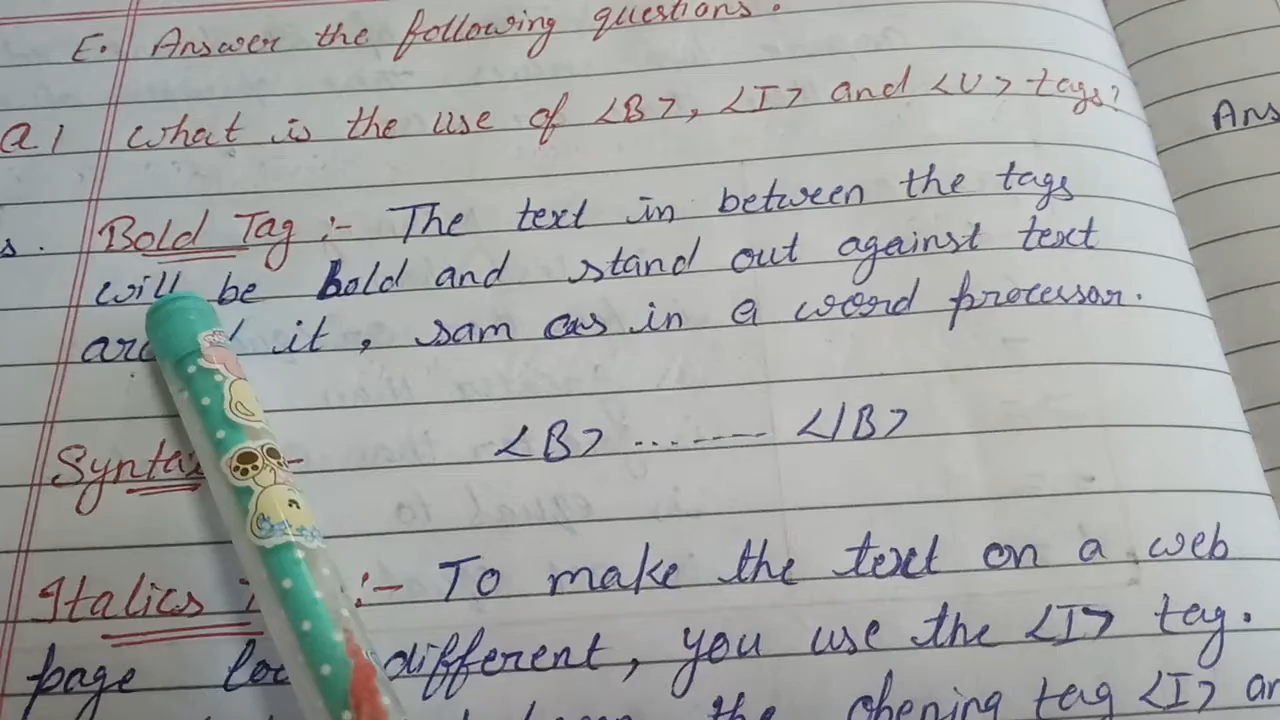 E. Answer the following questions.
a) What is the use of <B>, <I> and <U> tags?
Ans
s. Bold Tag :- The text in between the tags
will be bold and stand out against text
it, sam as in a word processor.
Syntax :- <B> ........ </B>
Italics :- To make the text on a web
page different, you use the <I> tag.
the opening tag <I>